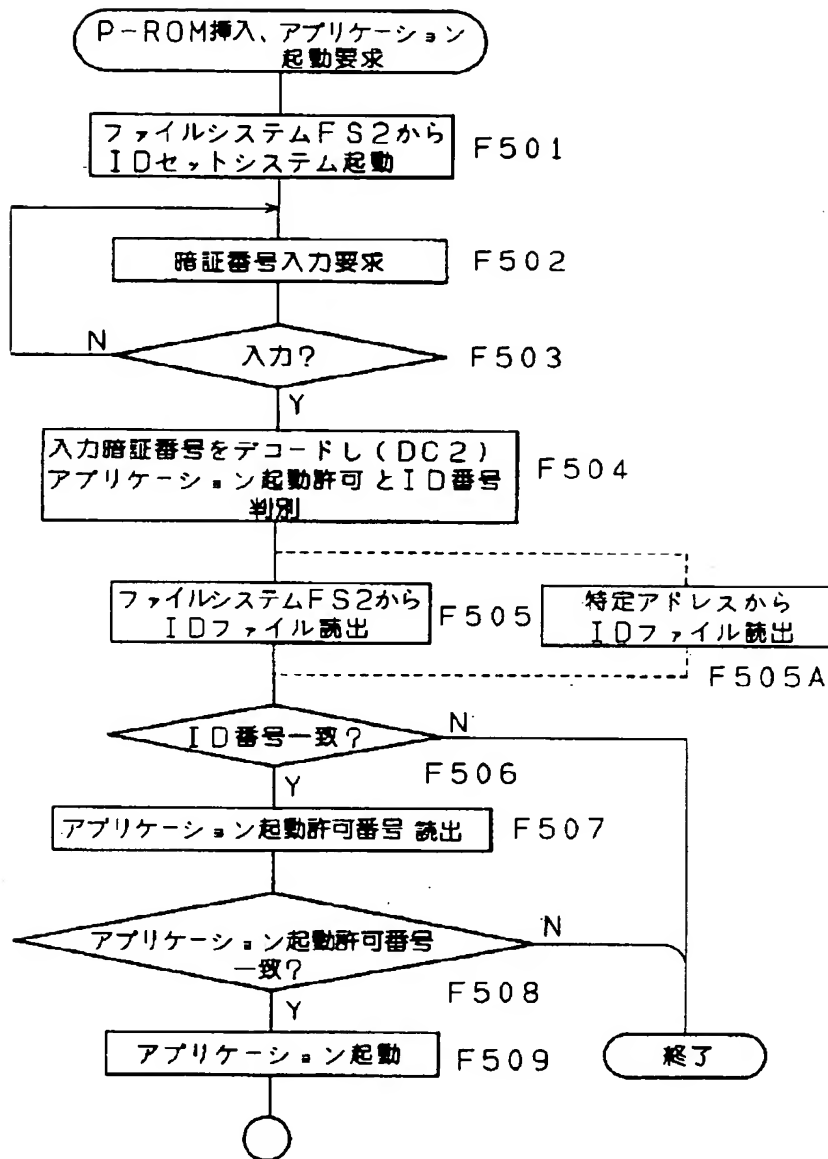 P-ROM挿入、アプリケーション
起動要求
ファイルシステムFS2から
IDセットシステム起動
F501
暗証番号入力要求
F502
N
入力?
F503
Y
入力暗証番号をデコードし(DC2)
アプリケーション起動許可とID番号
判別
F504
ファイルシステムFS2から
IDファイル読出
F505
特定アドレスから
IDファイル読出
F505A
ID番号一致?
N
F506
Y
アプリケーション起動許可番号 読出
F507
アプリケーション起動許可番号
一致?
N
F508
Y
アプリケーション起動
F509
終了